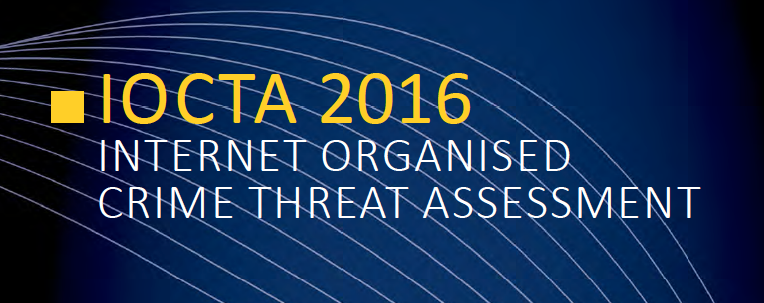 IOCTA 2016
INTERNET ORGANISED
CRIME THREAT ASSESSMENT